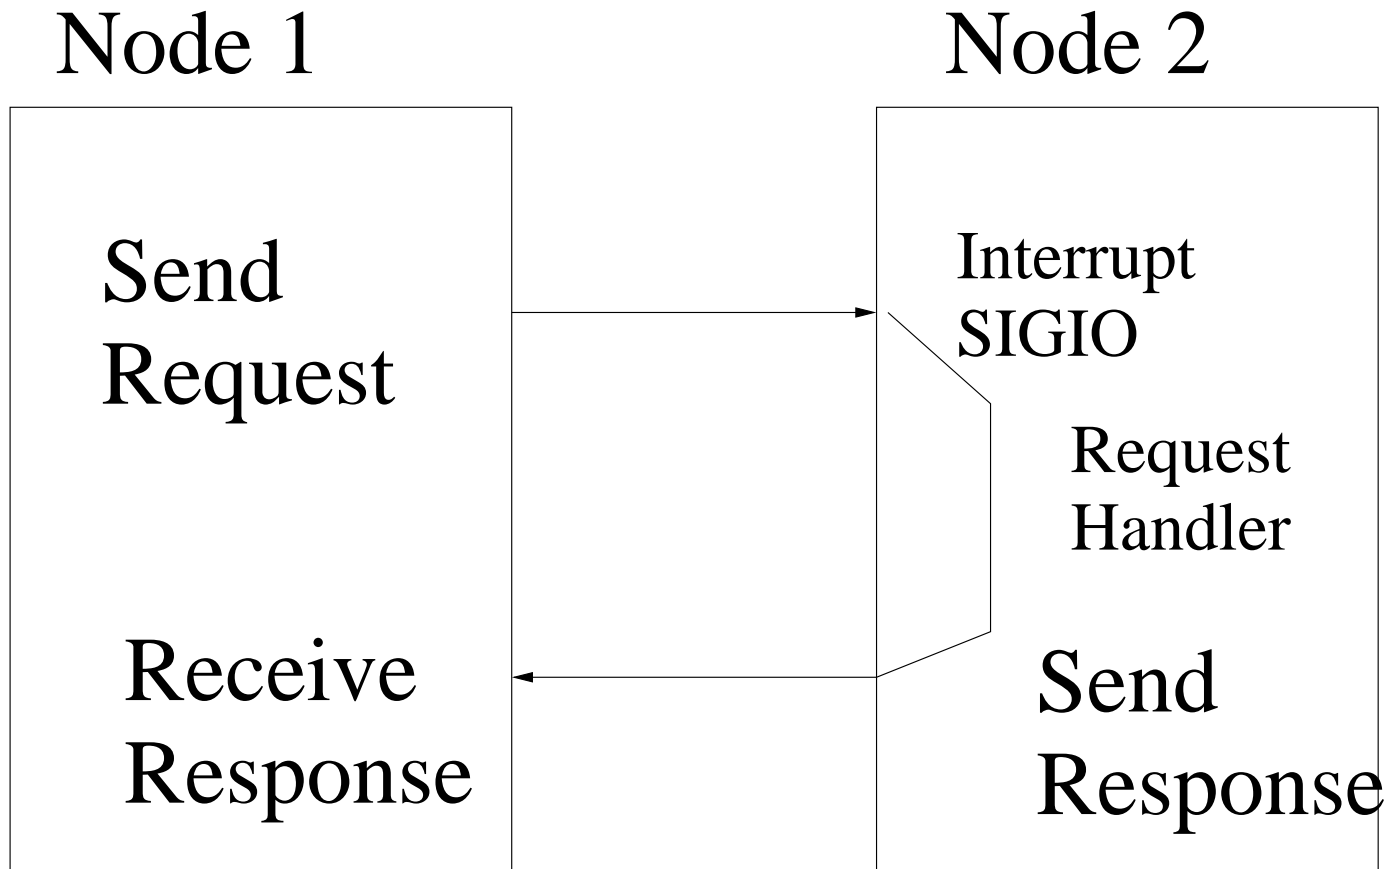 Node 1
Node 2
Send
Request
Interrupt
SIGIO
Request
Handler
Receive
Response
Send
Response